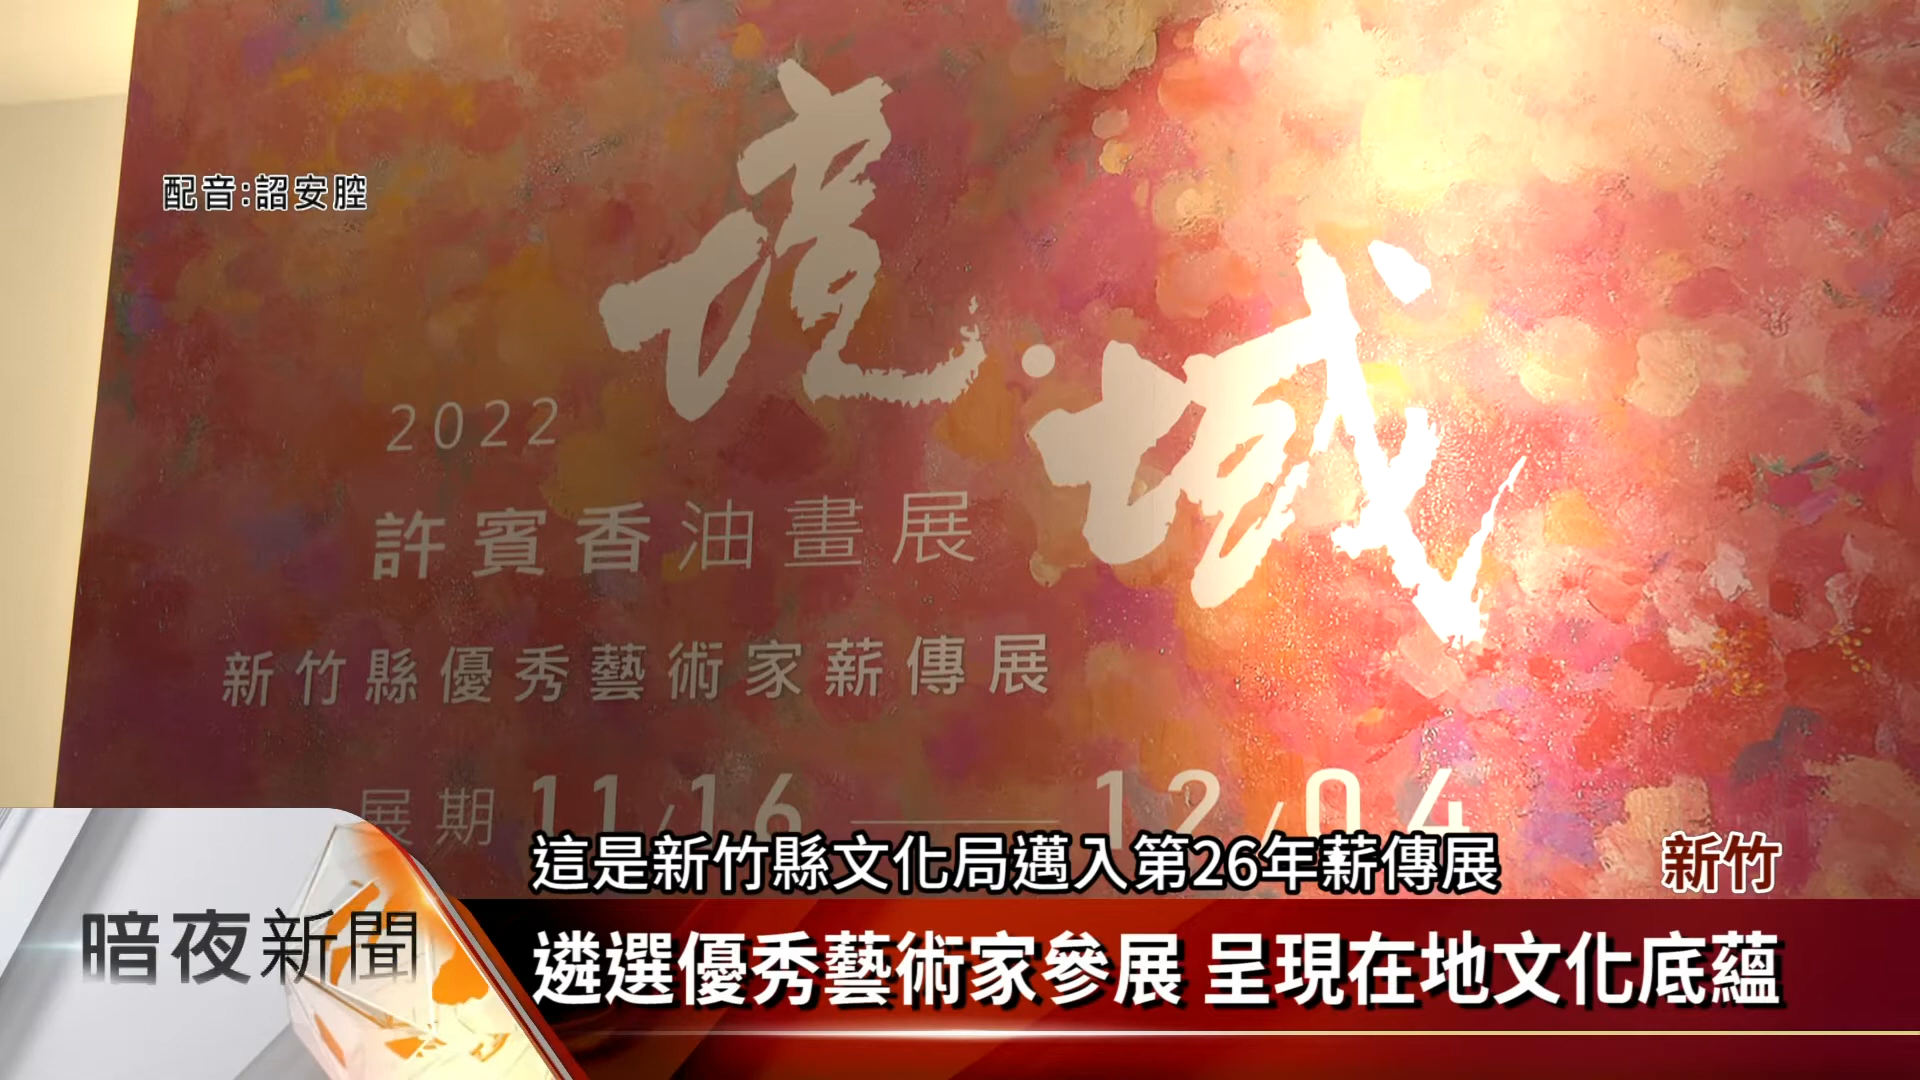 配音:詔安腔
境·域
2022
許賓香油畫展
新竹縣優秀藝術家薪傳展
展期 11/16 — 12/04
這是新竹縣文化局邁入第26年薪傳展
新竹
暗夜新聞
遴選優秀藝術家參展 呈現在地文化底蘊